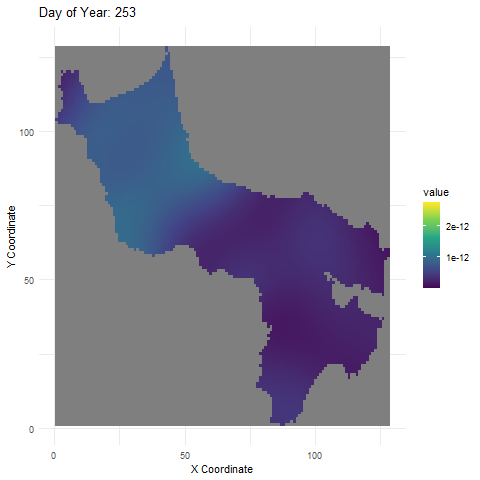 Day of Year: 253
Y Coordinate
100
50
0
0
50
100
X Coordinate
value
2e-12
1e-12